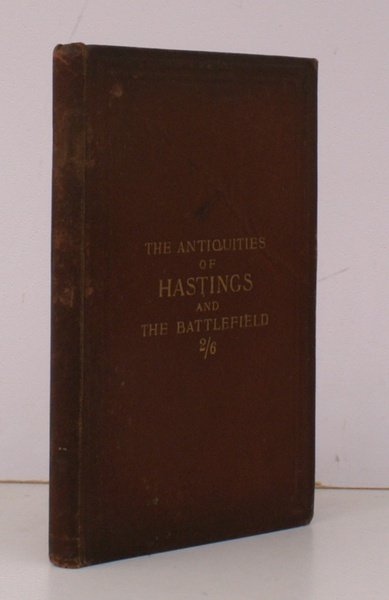 THE ANTIQUITIES
OF
HASTINGS
AND
THE BATTLEFIELD
2/6